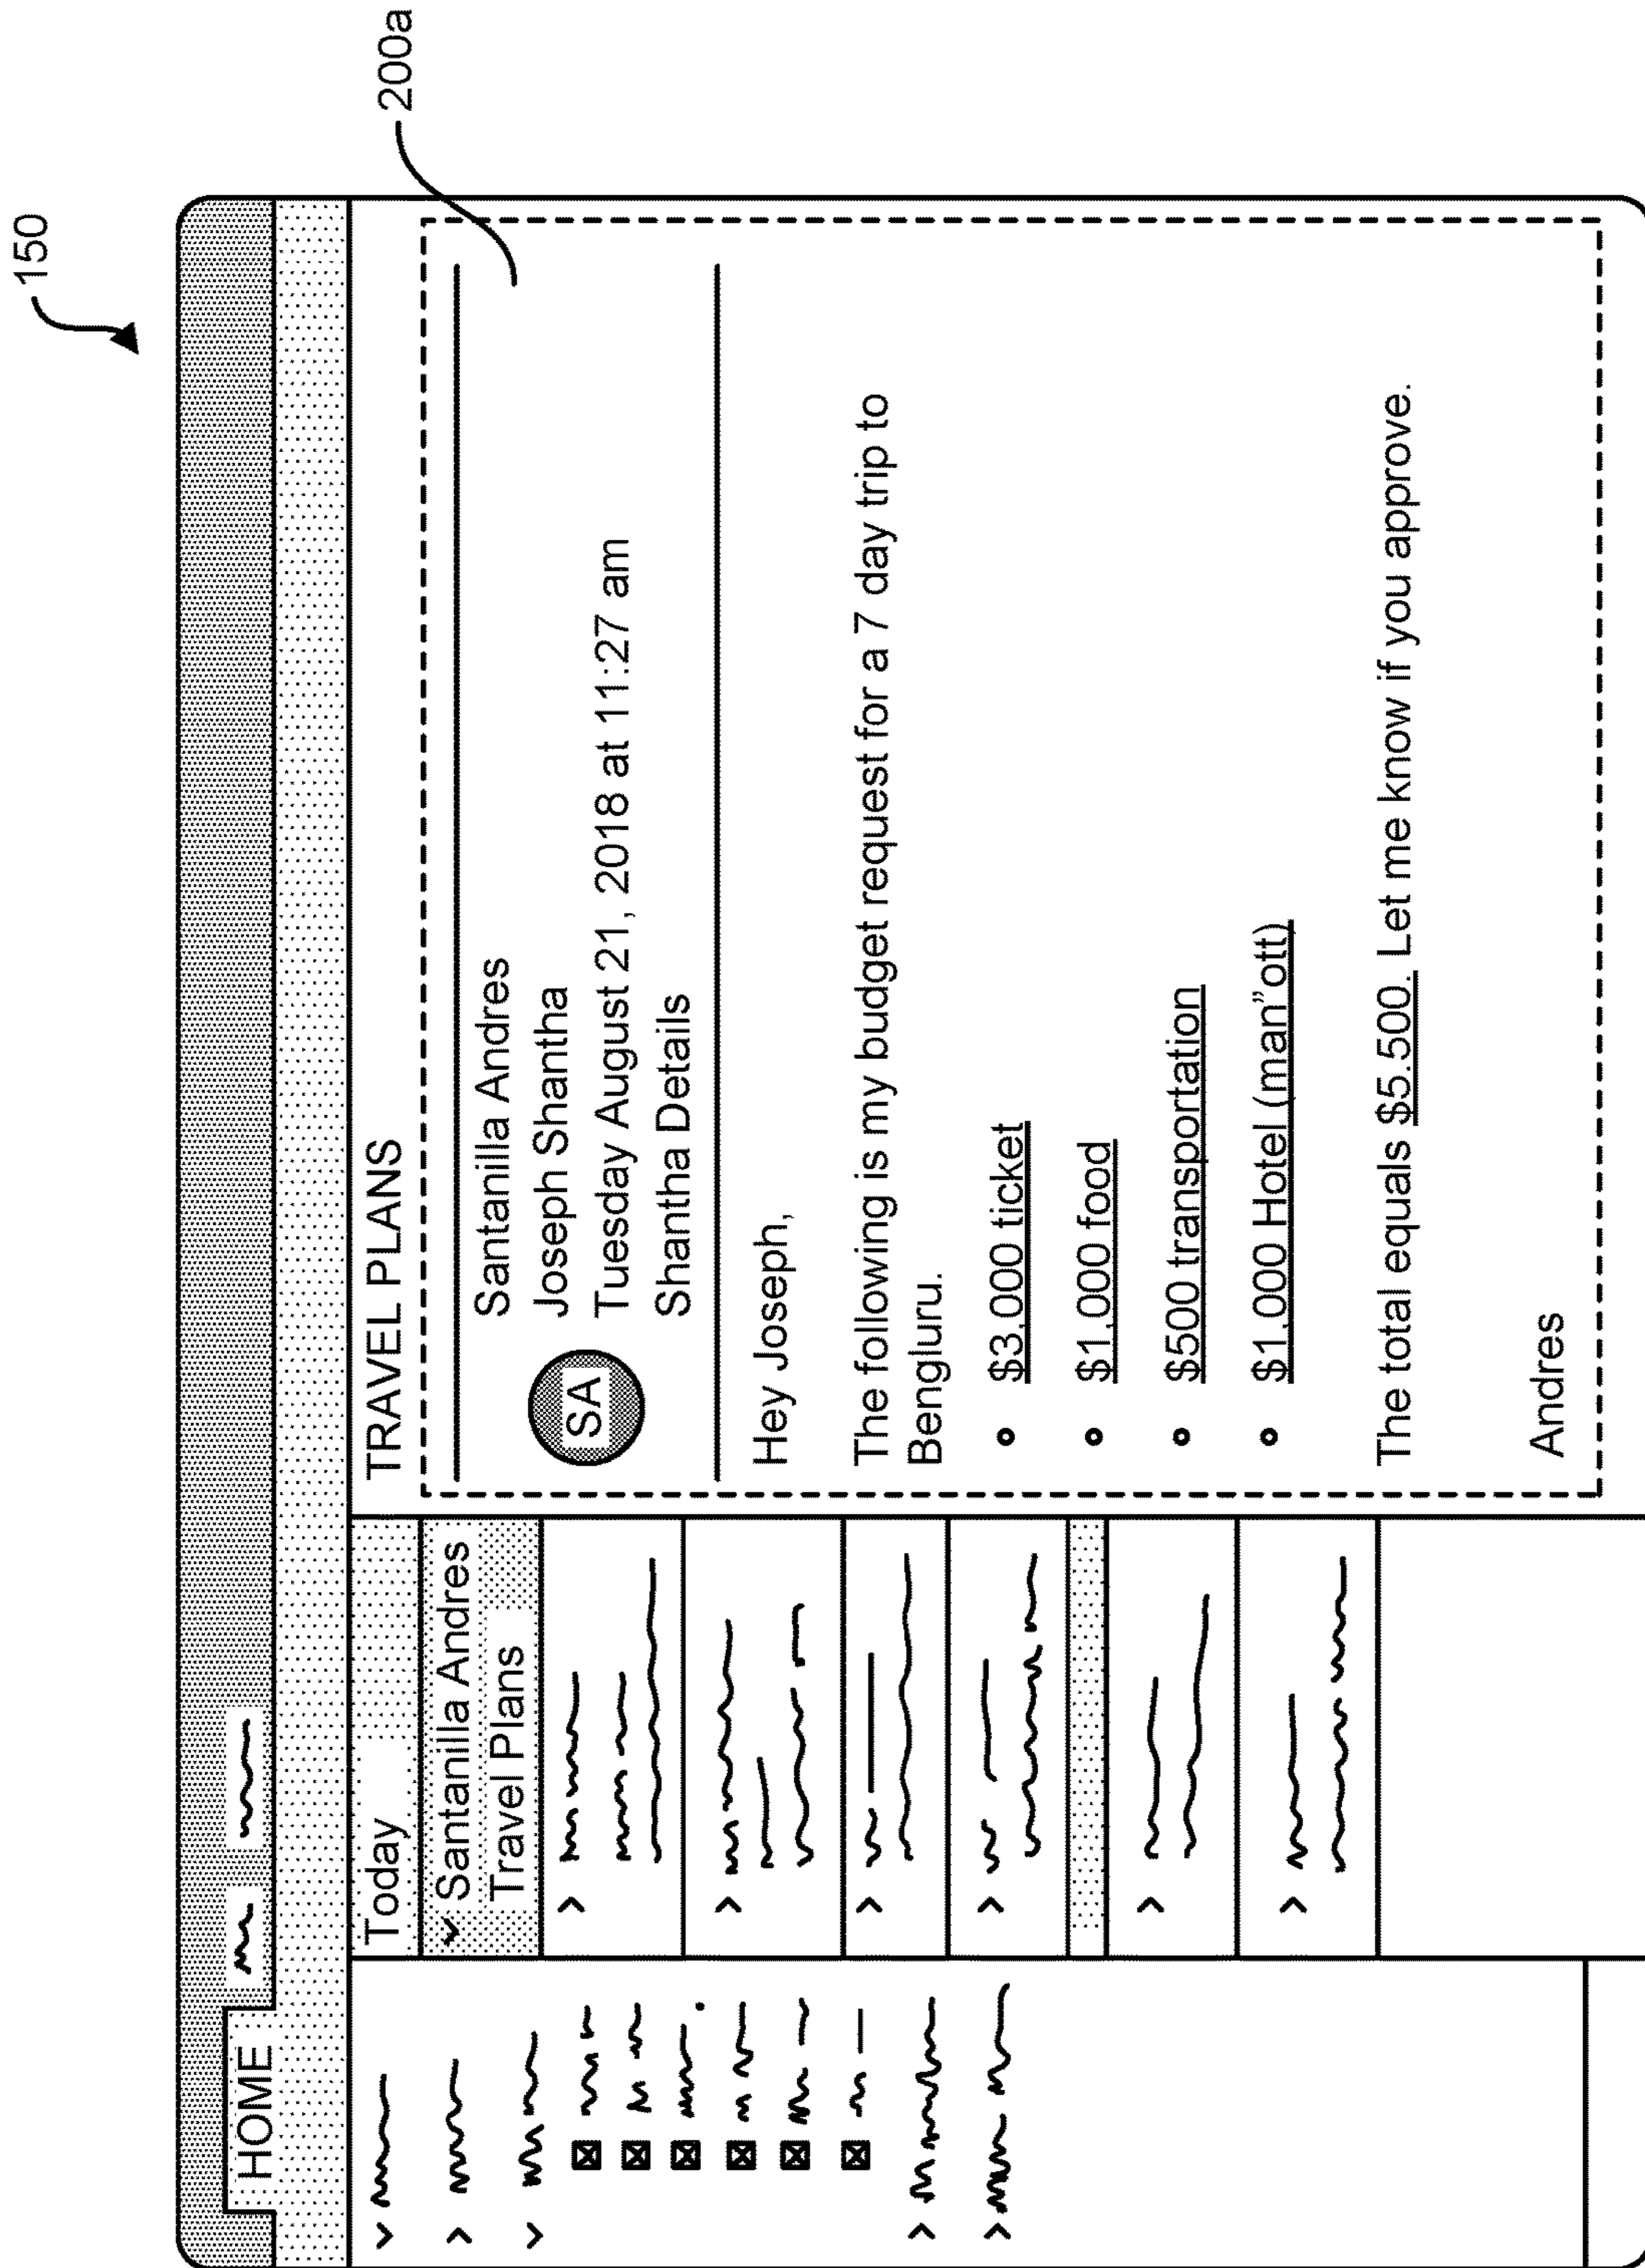 150
HOME
Today
Santanilla Andres
Travel Plans
TRAVEL PLANS
200a
SA
Santanilla Andres
Joseph Shantha
Tuesday August 21, 2018 at 11:27 am
Shantha Details
Hey Joseph,
The following is my budget request for a 7 day trip to
Bengluru.
$3,000 ticket
$1,000 food
$500 transportation
$1,000 Hotel (man”ott)
The total equals $5.500. Let me know if you approve.
Andres